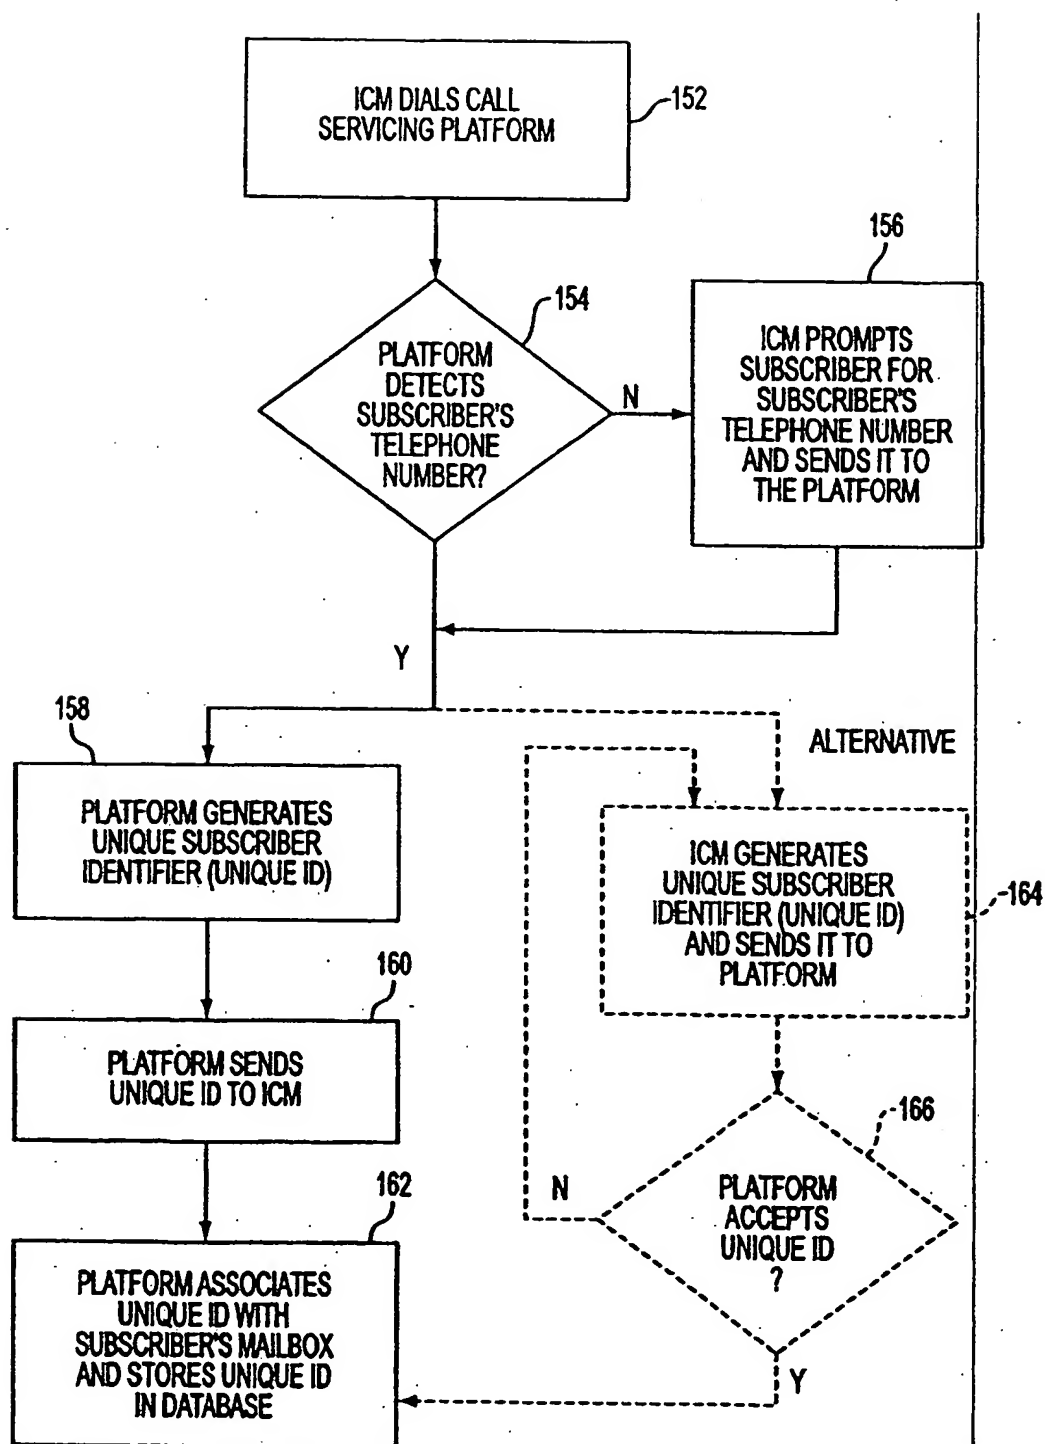 ICM DIALS CALL
SERVICING PLATFORM
152
154
PLATFORM
DETECTS
SUBSCRIBER'S
TELEPHONE
NUMBER?
N
156
ICM PROMPTS
SUBSCRIBER FOR
SUBSCRIBER'S
TELEPHONE NUMBER
AND SENDS IT TO
THE PLATFORM
Y
158
PLATFORM GENERATES
UNIQUE SUBSCRIBER
IDENTIFIER (UNIQUE ID)
ALTERNATIVE
ICM GENERATES
UNIQUE SUBSCRIBER
IDENTIFIER (UNIQUE ID)
AND SENDS IT TO
PLATFORM
164
160
PLATFORM SENDS
UNIQUE ID TO ICM
166
PLATFORM
ACCEPTS
UNIQUE ID
?
N
Y
162
PLATFORM ASSOCIATES
UNIQUE ID WITH
SUBSCRIBER'S MAILBOX
AND STORES UNIQUE ID
IN DATABASE